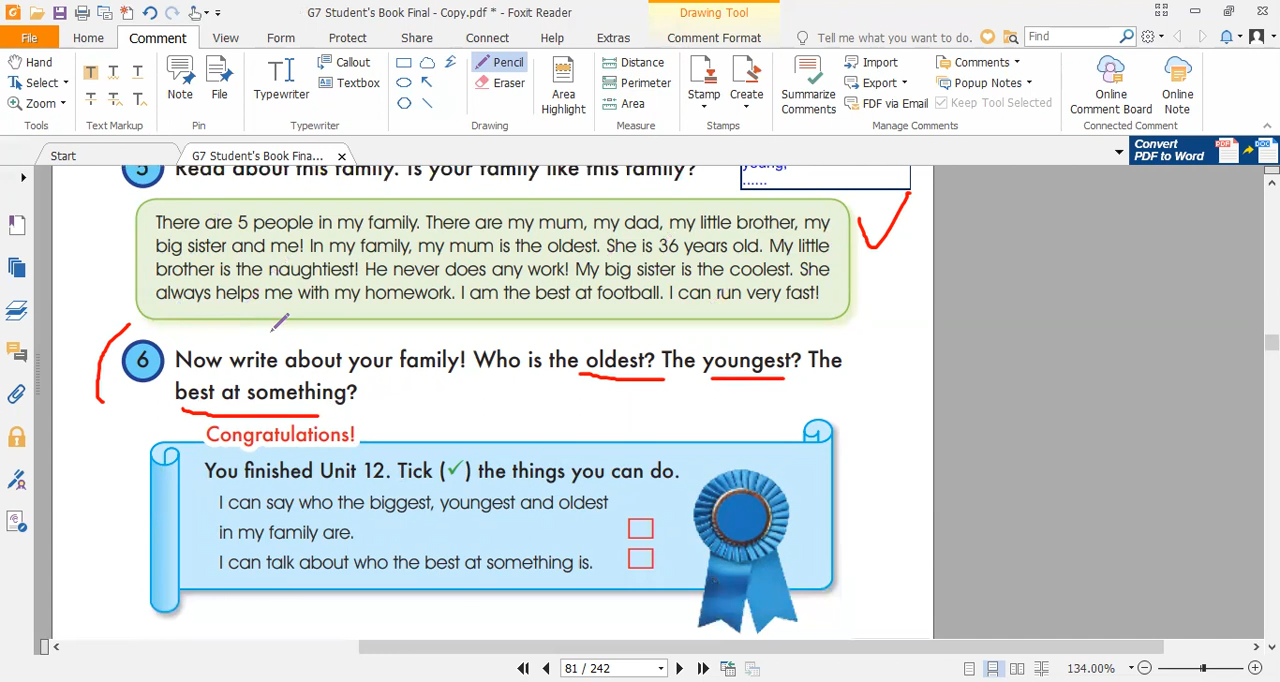 G7 Student's Book Final - Copy.pdf * - Foxit Reader
Drawing Tool
File Home Comment View Form Protect Share Connect Help Extras Comment Format Tell me what you want to do. Find
Hand Select Zoom Tools
T T T T T T Text Markup
Note File Pin
Typewriter Callout Textbox Typewriter
Pencil Eraser Area Highlight Drawing
Distance Perimeter Area Measure
Stamp Create Stamps
Summarize Comments Import Export FDF via Email Comments Popup Notes Keep Tool Selected Manage Comments
Online Comment Board Online Note Connected Comment
Start G7 Student's Book Fina... Convert PDF to Word
5 Read about this family. Is your family like this family?
young,
......
There are 5 people in my family. There are my mum, my dad, my little brother, my
big sister and me! In my family, my mum is the oldest. She is 36 years old. My little
brother is the naughtiest! He never does any work! My big sister is the coolest. She
always helps me with my homework. I am the best at football. I can run very fast!
6 Now write about your family! Who is the oldest? The youngest? The
best at something?
Congratulations!
You finished Unit 12. Tick (✓) the things you can do.
I can say who the biggest, youngest and oldest
in my family are.
I can talk about who the best at something is.
81 / 242 134.00%